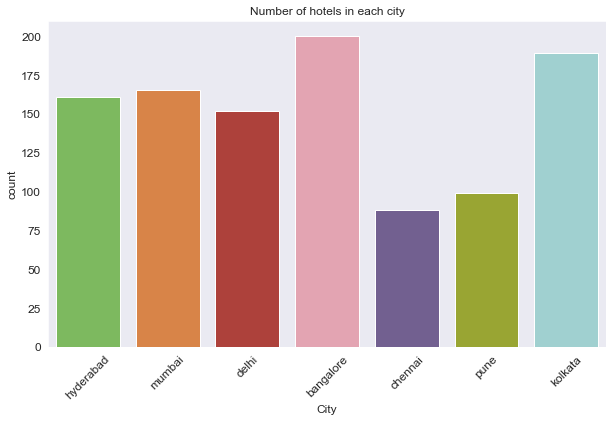 Number of hotels in each city
count
200
175
150
125
100
75
50
25
0
hyderabad
mumbai
delhi
bangalore
chennai
pune
kolkata
City